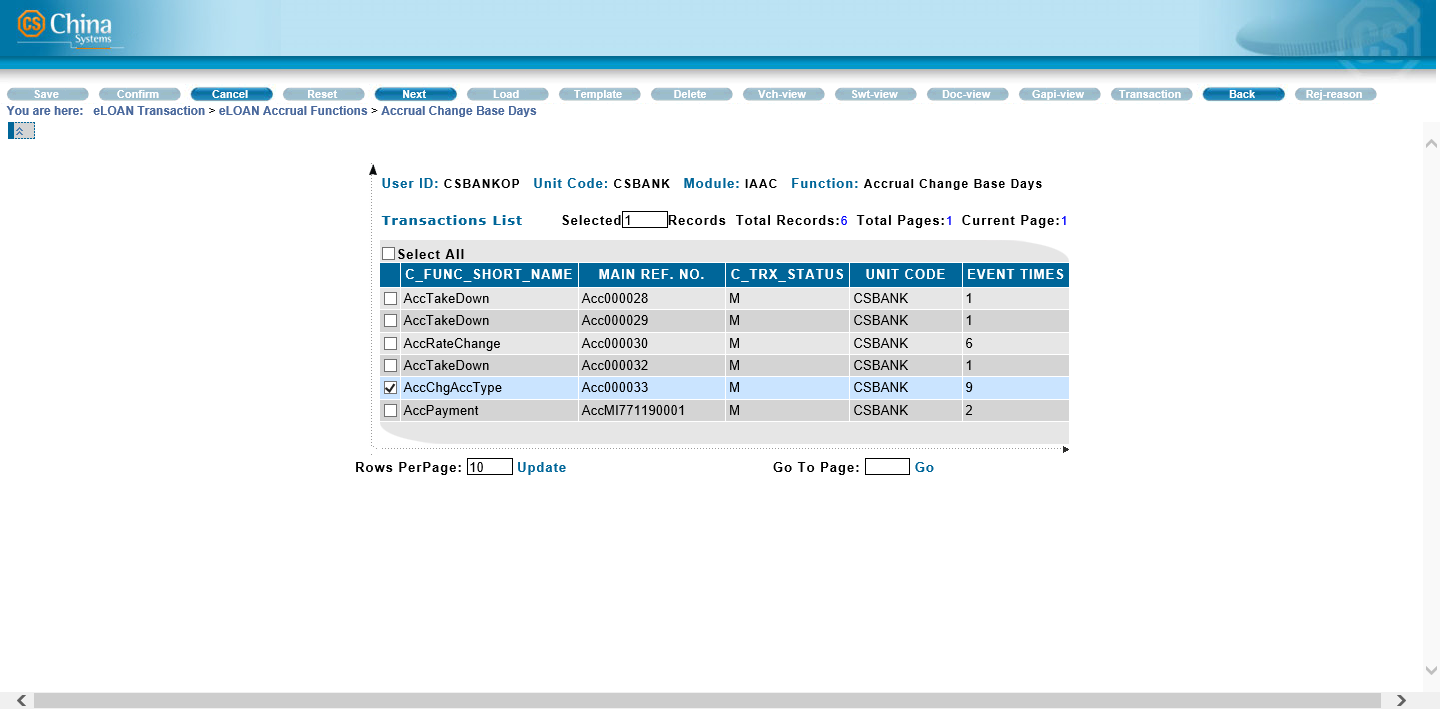 CS China Systems
CS
Save Confirm Cancel Reset Next Load Template Delete Vch-view Swt-view Doc-view Gapi-view Transaction Back Rej-reason
You are here: eLOAN Transaction > eLOAN Accrual Functions > Accrual Change Base Days
User ID: CSBANKOP Unit Code: CSBANK Module: IAAC Function: Accrual Change Base Days
Transactions List Selected 1 Records Total Records:6 Total Pages:1 Current Page:1
Select All
C_FUNC_SHORT_NAME MAIN REF. NO. C_TRX_STATUS UNIT CODE EVENT TIMES
AccTakeDown Acc000028 M CSBANK 1
AccTakeDown Acc000029 M CSBANK 1
AccRateChange Acc000030 M CSBANK 6
AccTakeDown Acc000032 M CSBANK 1
AccChgAccType Acc000033 M CSBANK 9
AccPayment AccMI771190001 M CSBANK 2
Rows PerPage: 10 Update Go To Page: Go